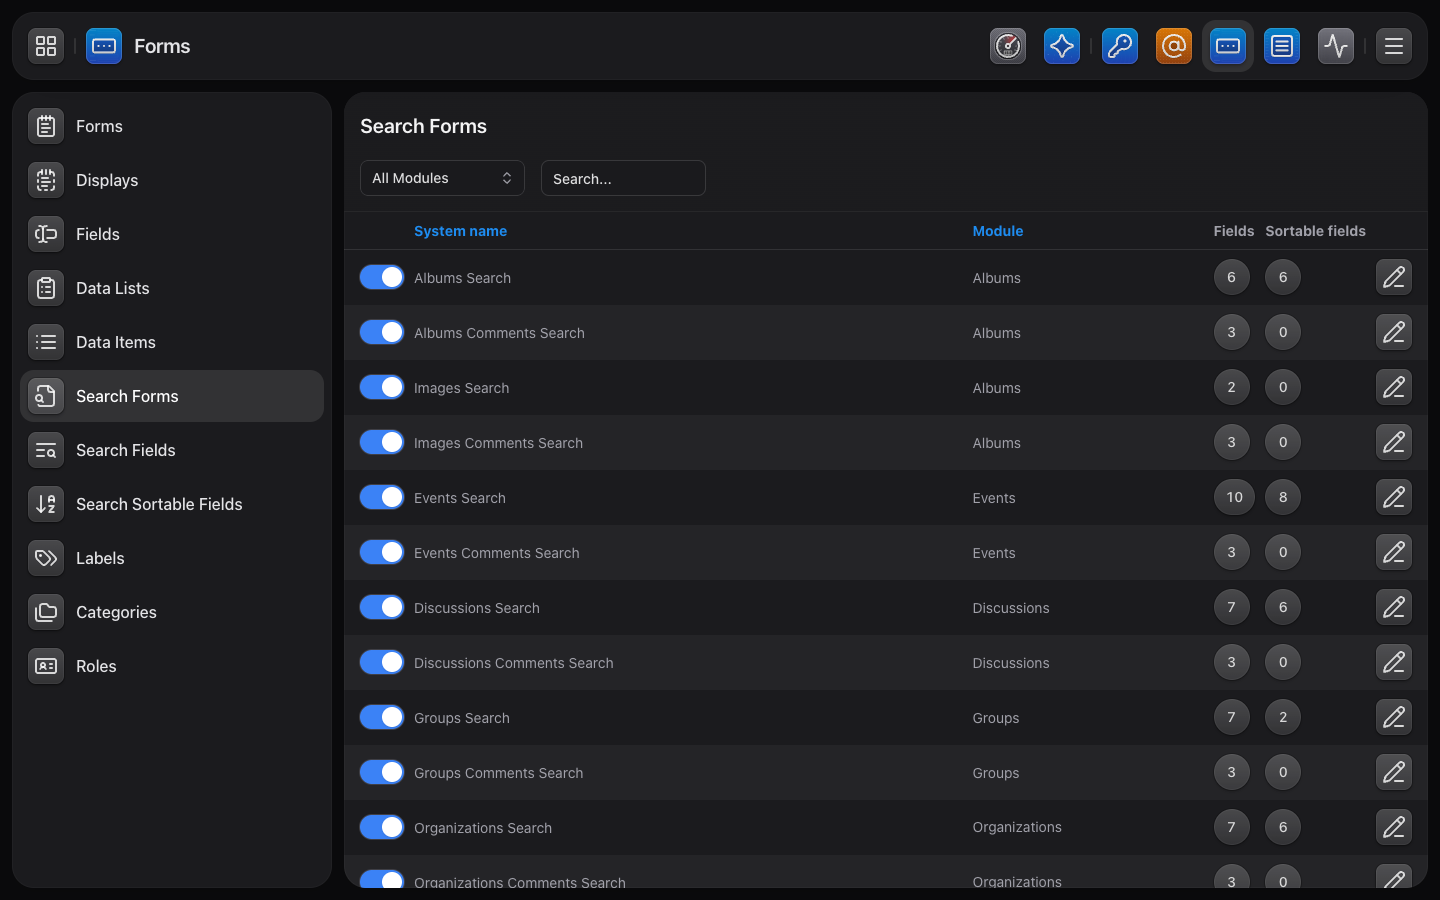 Forms
Forms
Displays
Fields
Data Lists
Data Items
Search Forms
Search Fields
Search Sortable Fields
Labels
Categories
Roles
Search Forms
All Modules Search...
System name Module Fields Sortable fields
Albums Search Albums 6 6
Albums Comments Search Albums 3 0
Images Search Albums 2 0
Images Comments Search Albums 3 0
Events Search Events 10 8
Events Comments Search Events 3 0
Discussions Search Discussions 7 6
Discussions Comments Search Discussions 3 0
Groups Search Groups 7 2
Groups Comments Search Groups 3 0
Organizations Search Organizations 7 6
Organizations Comments Search Organizations 3 0